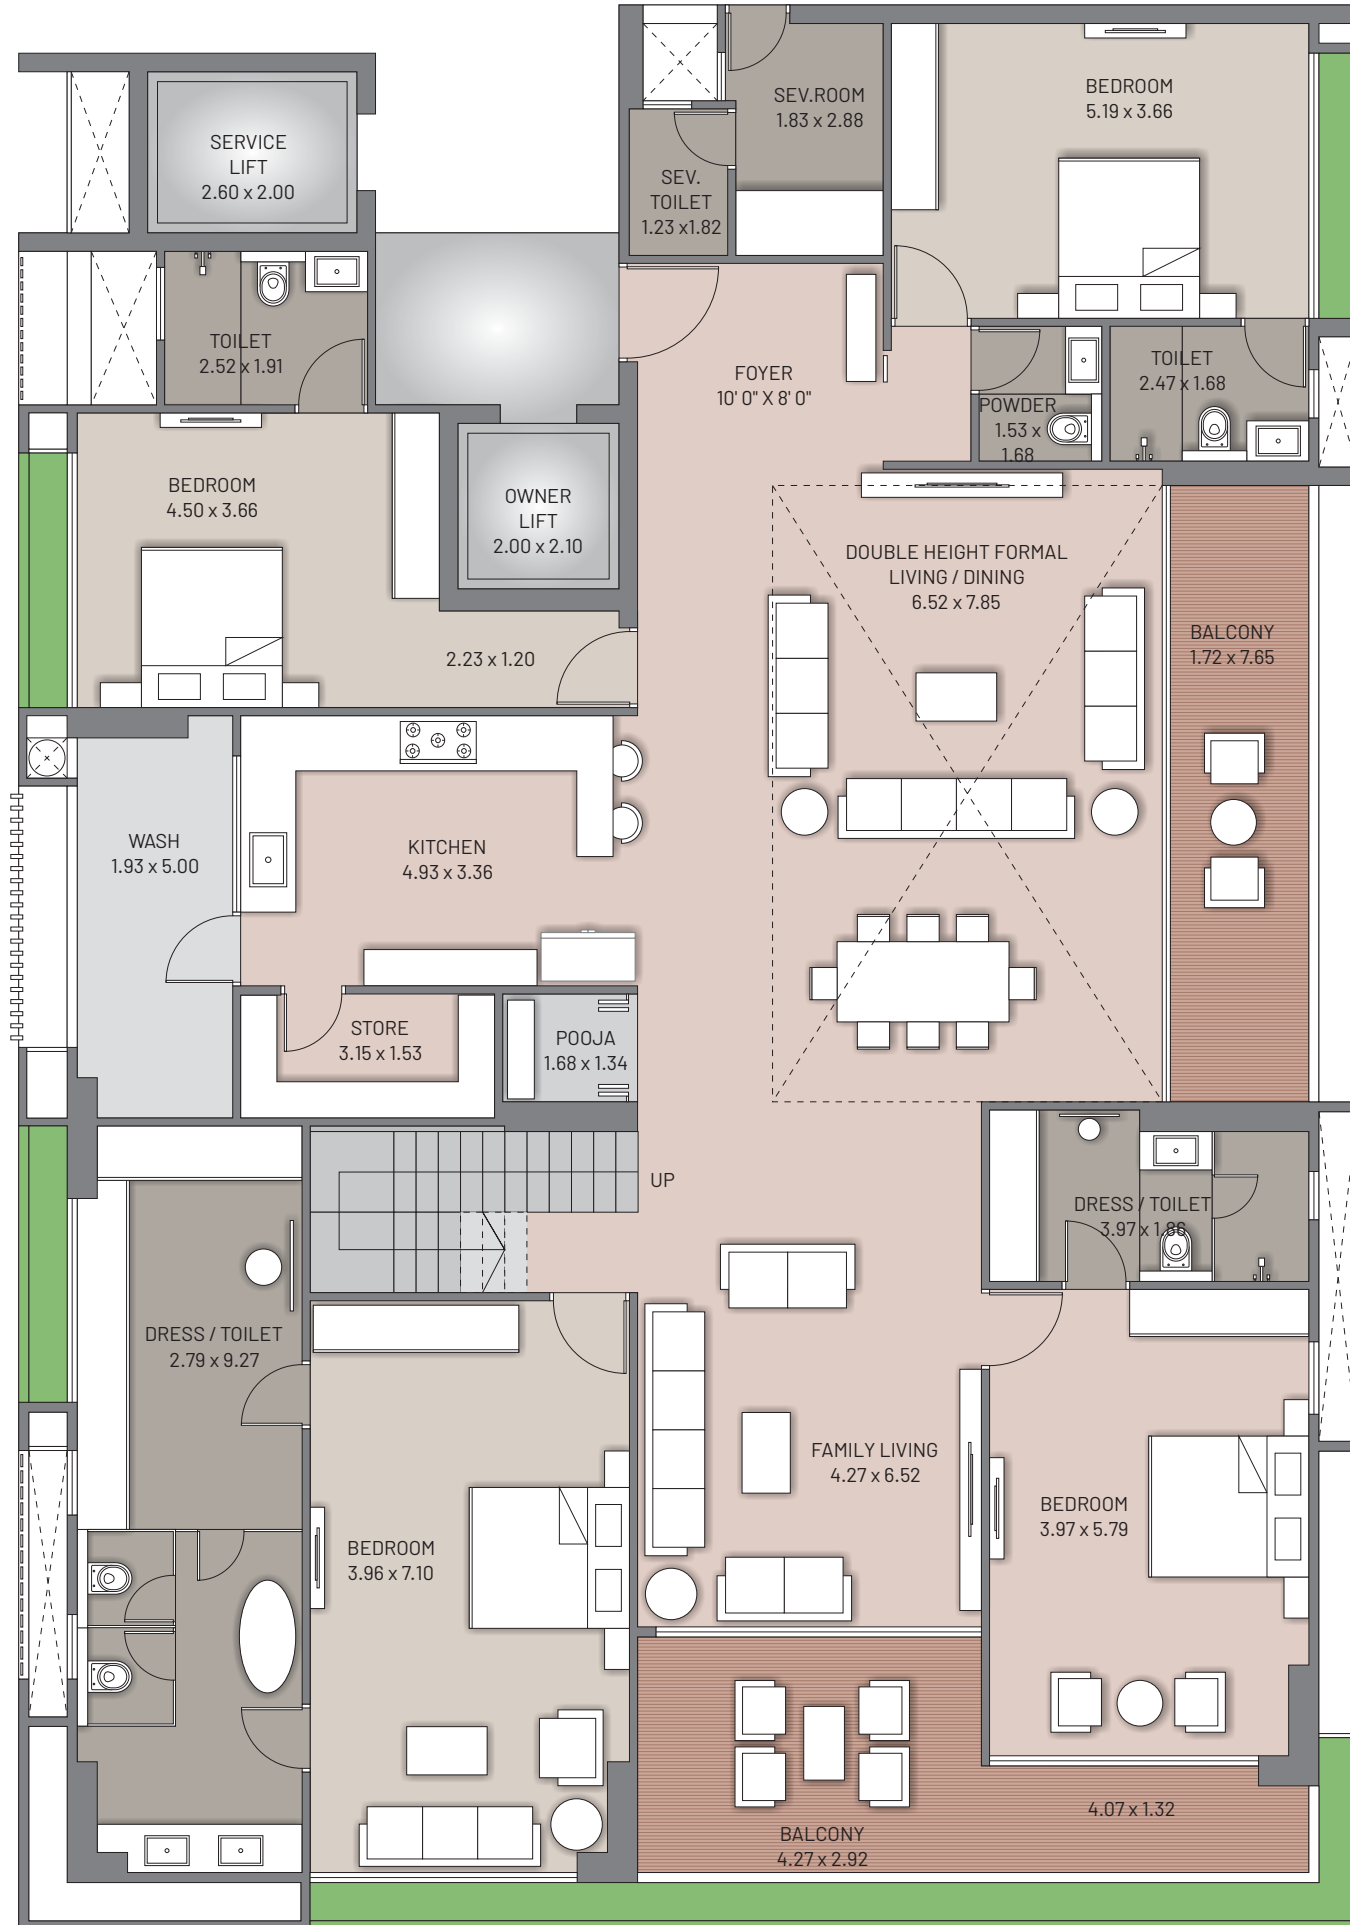 SERVICE
LIFT
2.60 x 2.00
SEV.ROOM
1.83 x 2.88
BEDROOM
5.19 x 3.66
SEV.
TOILET
1.23 x1.82
TOILET
2.52 x 1.91
FOYER
10' 0" X 8' 0"
POWDER
1.53 x
1.68
TOILET
2.47 x 1.68
BEDROOM
4.50 x 3.66
OWNER
LIFT
2.00 x 2.10
DOUBLE HEIGHT FORMAL
LIVING / DINING
6.52 x 7.85
BALCONY
1.72 x 7.65
2.23 x 1.20
WASH
1.93 x 5.00
KITCHEN
4.93 x 3.36
STORE
3.15 x 1.53
POOJA
1.68 x 1.34
UP
DRESS / TOILET
3.97 x 1.86
DRESS / TOILET
2.79 x 9.27
FAMILY LIVING
4.27 x 6.52
BEDROOM
3.97 x 5.79
BEDROOM
3.96 x 7.10
4.07 x 1.32
BALCONY
4.27 x 2.92